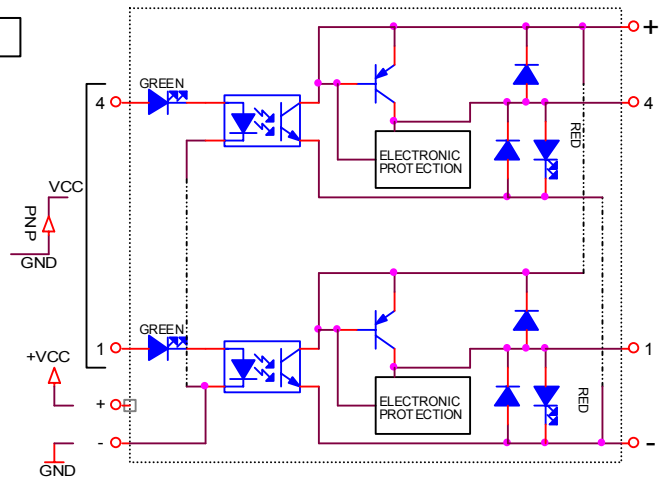 +
GREEN
4
4
RED
ELECTRONIC
PROTECTION
VCC
PNP
GND
GREEN
1
1
+VCC
RED
ELECTRONIC
PROTECTION
+
-
-
GND